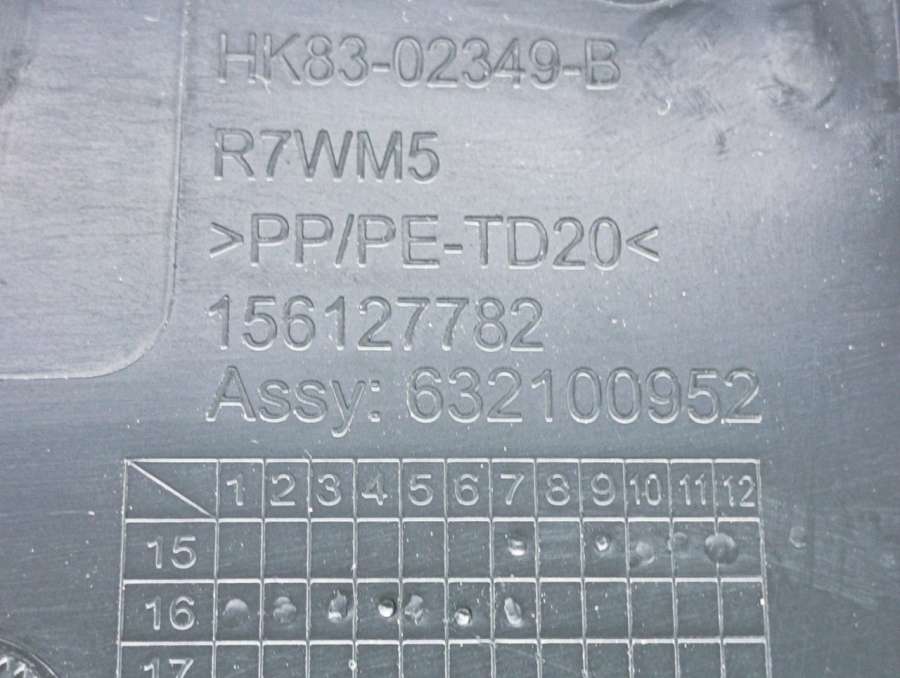 HK83-02349-B
R7WM5
>PP/PE-TD20<
156127782
Assy: 632100952
1 2 3 4 5 6 7 8 9 10 11 12
15
16
17